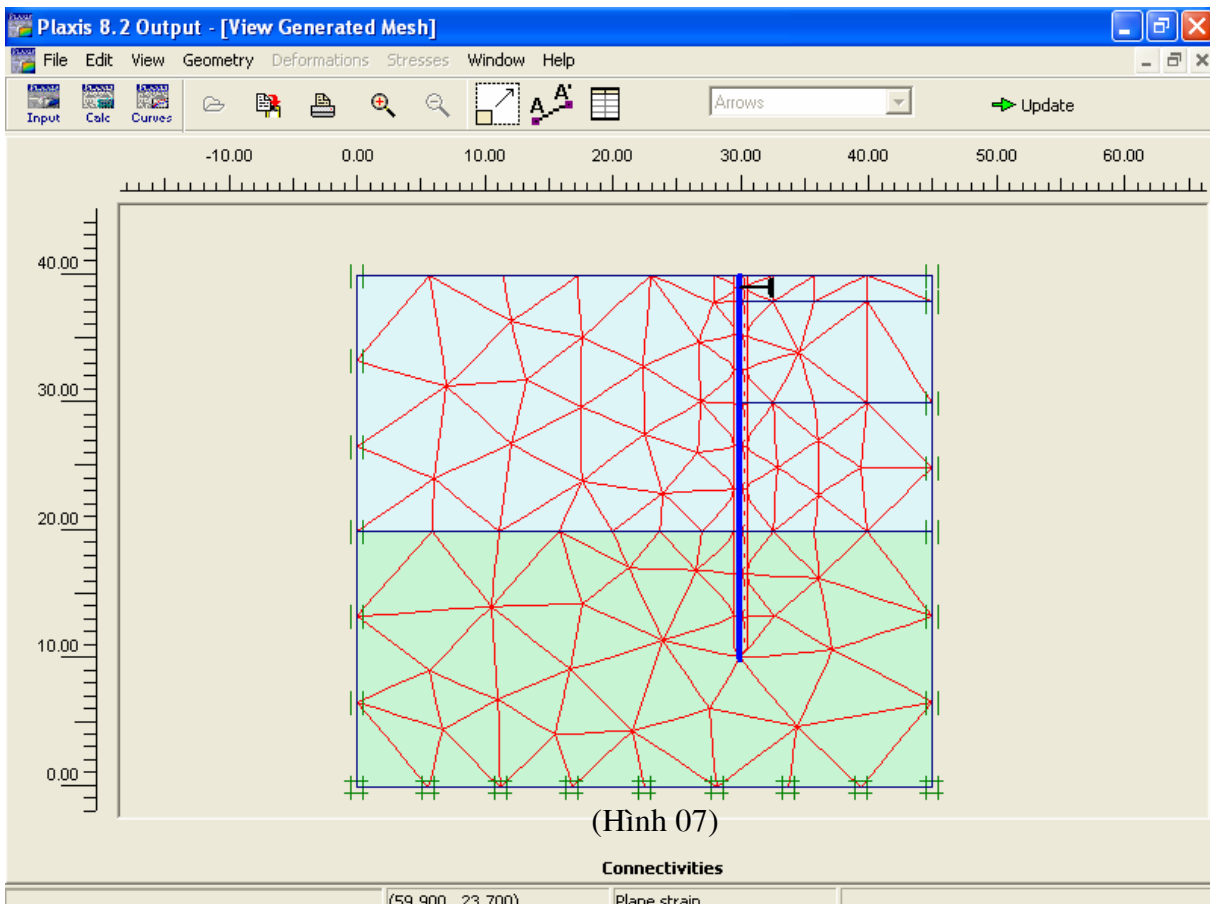 Plaxis 8.2 Output - [View Generated Mesh]
File Edit View Geometry Deformations Stresses Window Help
Input Calc Curves A A' Arrows Update
-10.00 0.00 10.00 20.00 30.00 40.00 50.00 60.00
40.00
30.00
20.00
10.00
0.00
(Hình 07)
Connectivities
(59.900 23.700) Plane strain